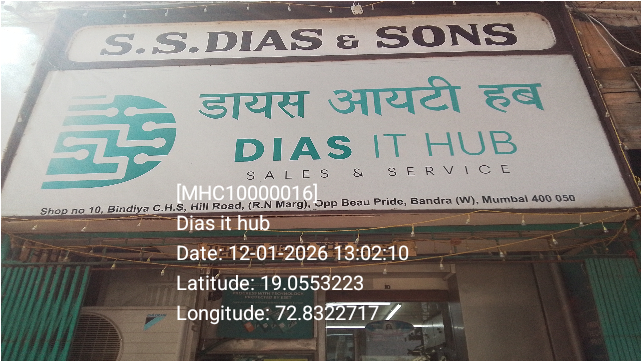 S.S.DIAS & SONS
डायस आयटी हब
DIAS IT HUB
SALES & SERVICE
Shop no 10, Bindiya C.H.S, Hill Road, (R.N Marg), Opp Beau Pride, Bandra (W), Mumbai 400 050
[MHC10000016]
Dias it hub
Date: 12-01-2026 13:02:10
Latitude: 19.0553223
Longitude: 72.8322717